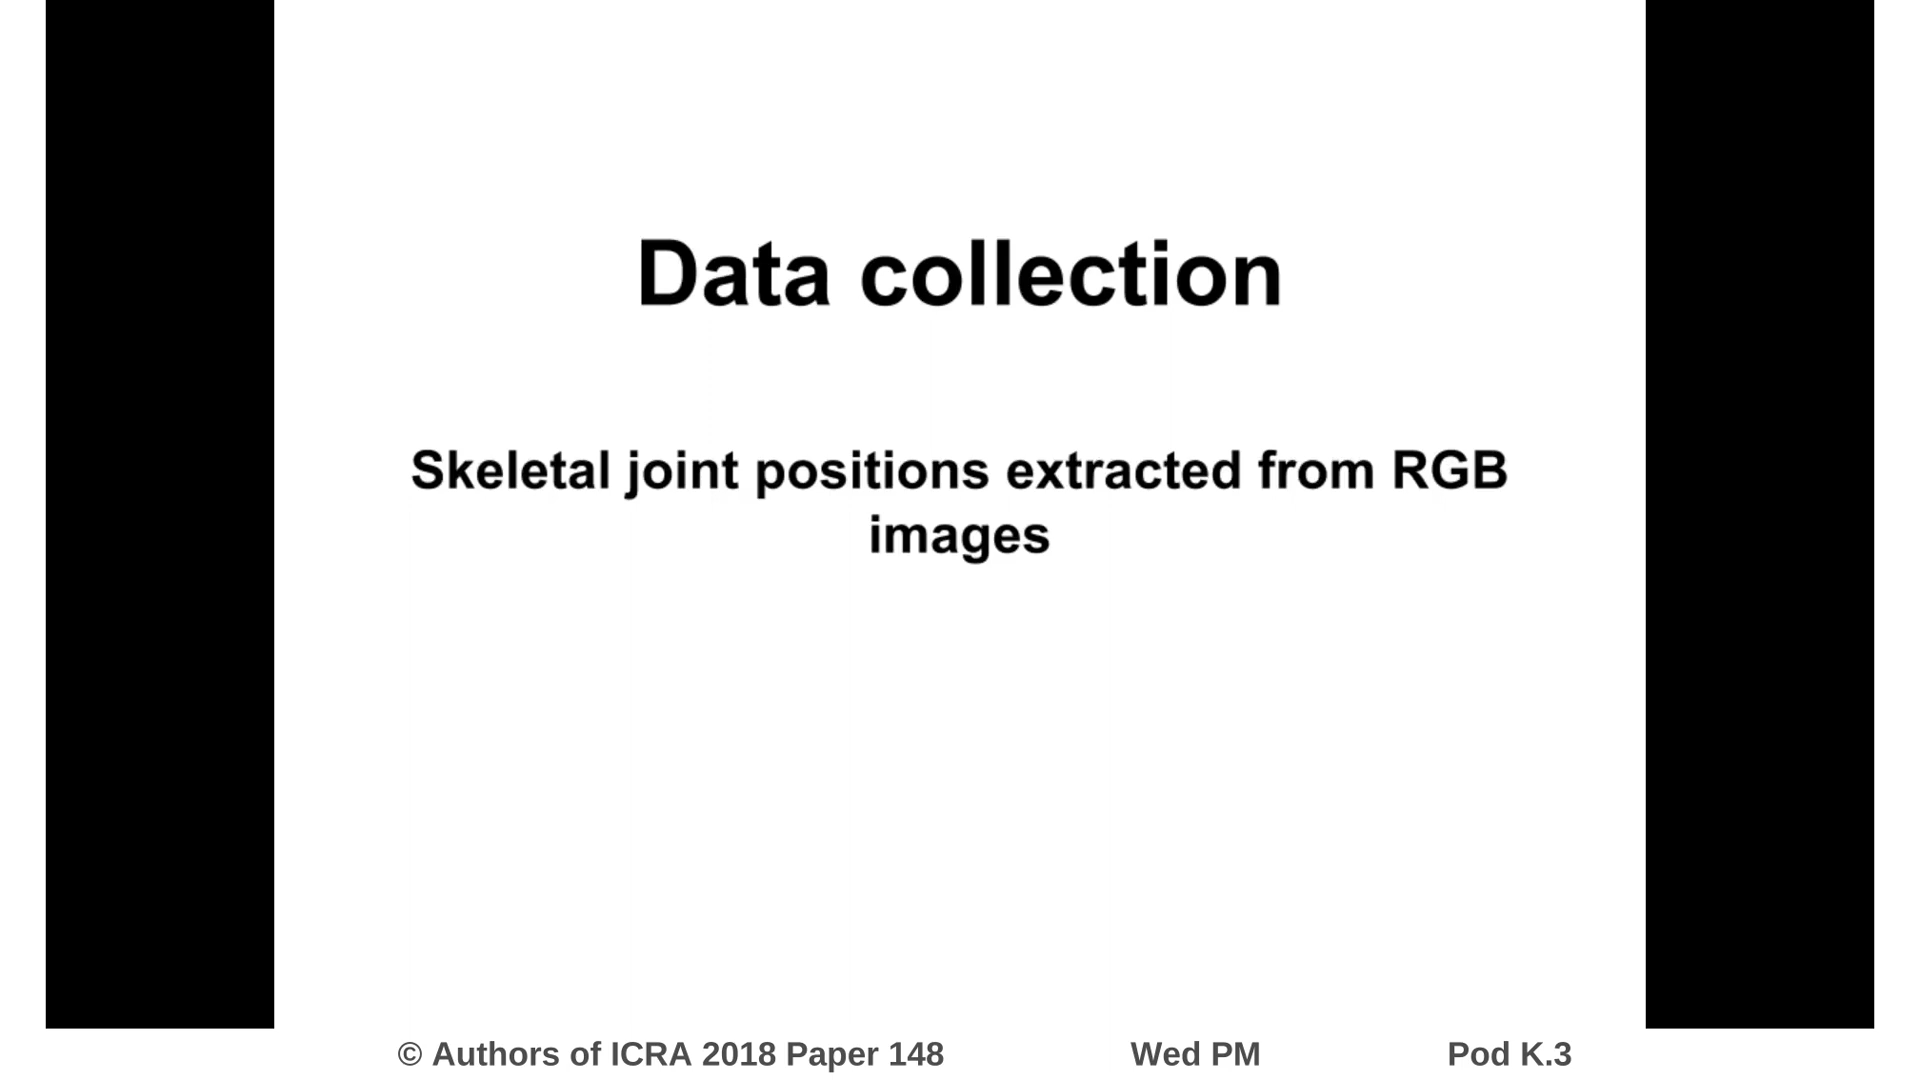 Data collection
Skeletal joint positions extracted from RGB
images
© Authors of ICRA 2018 Paper 148 Wed PM Pod K.3